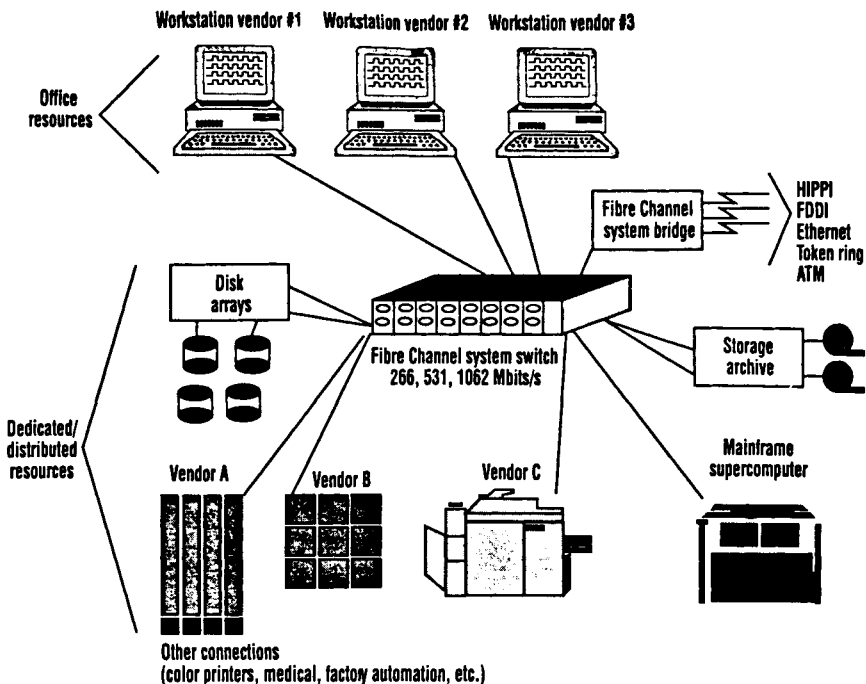 Workstation vendor #1
Workstation vendor #2
Workstation vendor #3
Office
resources
Fibre Channel
system bridge
HIPPI
FDDI
Ethernet
Token ring
ATM
Disk
arrays
Fibre Channel system switch
266, 531, 1062 Mbits/s
Storage
archive
Dedicated/
distributed
resources
Vendor A
Vendor B
Vendor C
Mainframe
supercomputer
Other connections
(color printers, medical, factory automation, etc.)